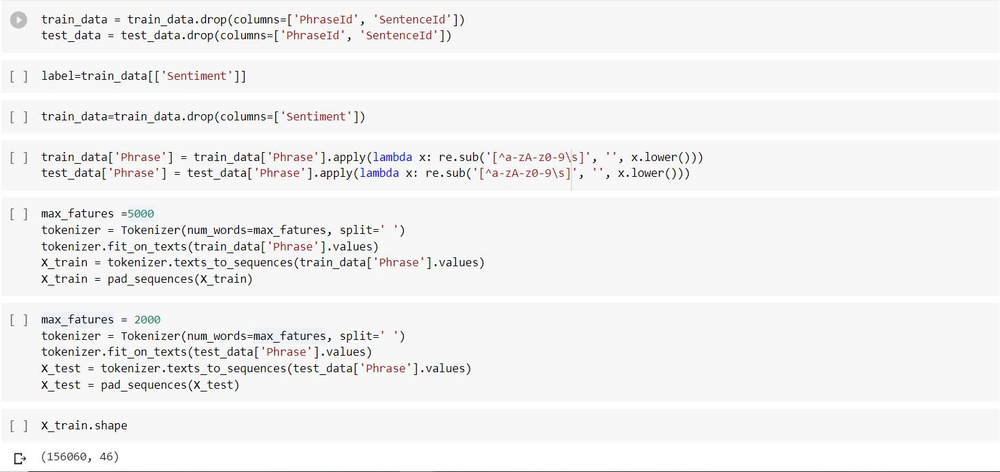 train_data = train_data.drop(columns=['PhraseId', 'SentenceId'])
test_data = test_data.drop(columns=['PhraseId', 'SentenceId'])
[ ] label=train_data[['Sentiment']]
[ ] train_data=train_data.drop(columns=['Sentiment'])
[ ] train_data['Phrase'] = train_data['Phrase'].apply(lambda x: re.sub('[^a-zA-z0-9\s]', '', x.lower()))
test_data['Phrase'] = test_data['Phrase'].apply(lambda x: re.sub('[^a-zA-z0-9\s]', '', x.lower()))
[ ] max_fatures =5000
tokenizer = Tokenizer(num_words=max_fatures, split=' ')
tokenizer.fit_on_texts(train_data['Phrase'].values)
X_train = tokenizer.texts_to_sequences(train_data['Phrase'].values)
X_train = pad_sequences(X_train)
[ ] max_fatures = 2000
tokenizer = Tokenizer(num_words=max_fatures, split=' ')
tokenizer.fit_on_texts(test_data['Phrase'].values)
X_test = tokenizer.texts_to_sequences(test_data['Phrase'].values)
X_test = pad_sequences(X_test)
[ ] X_train.shape
(156060, 46)